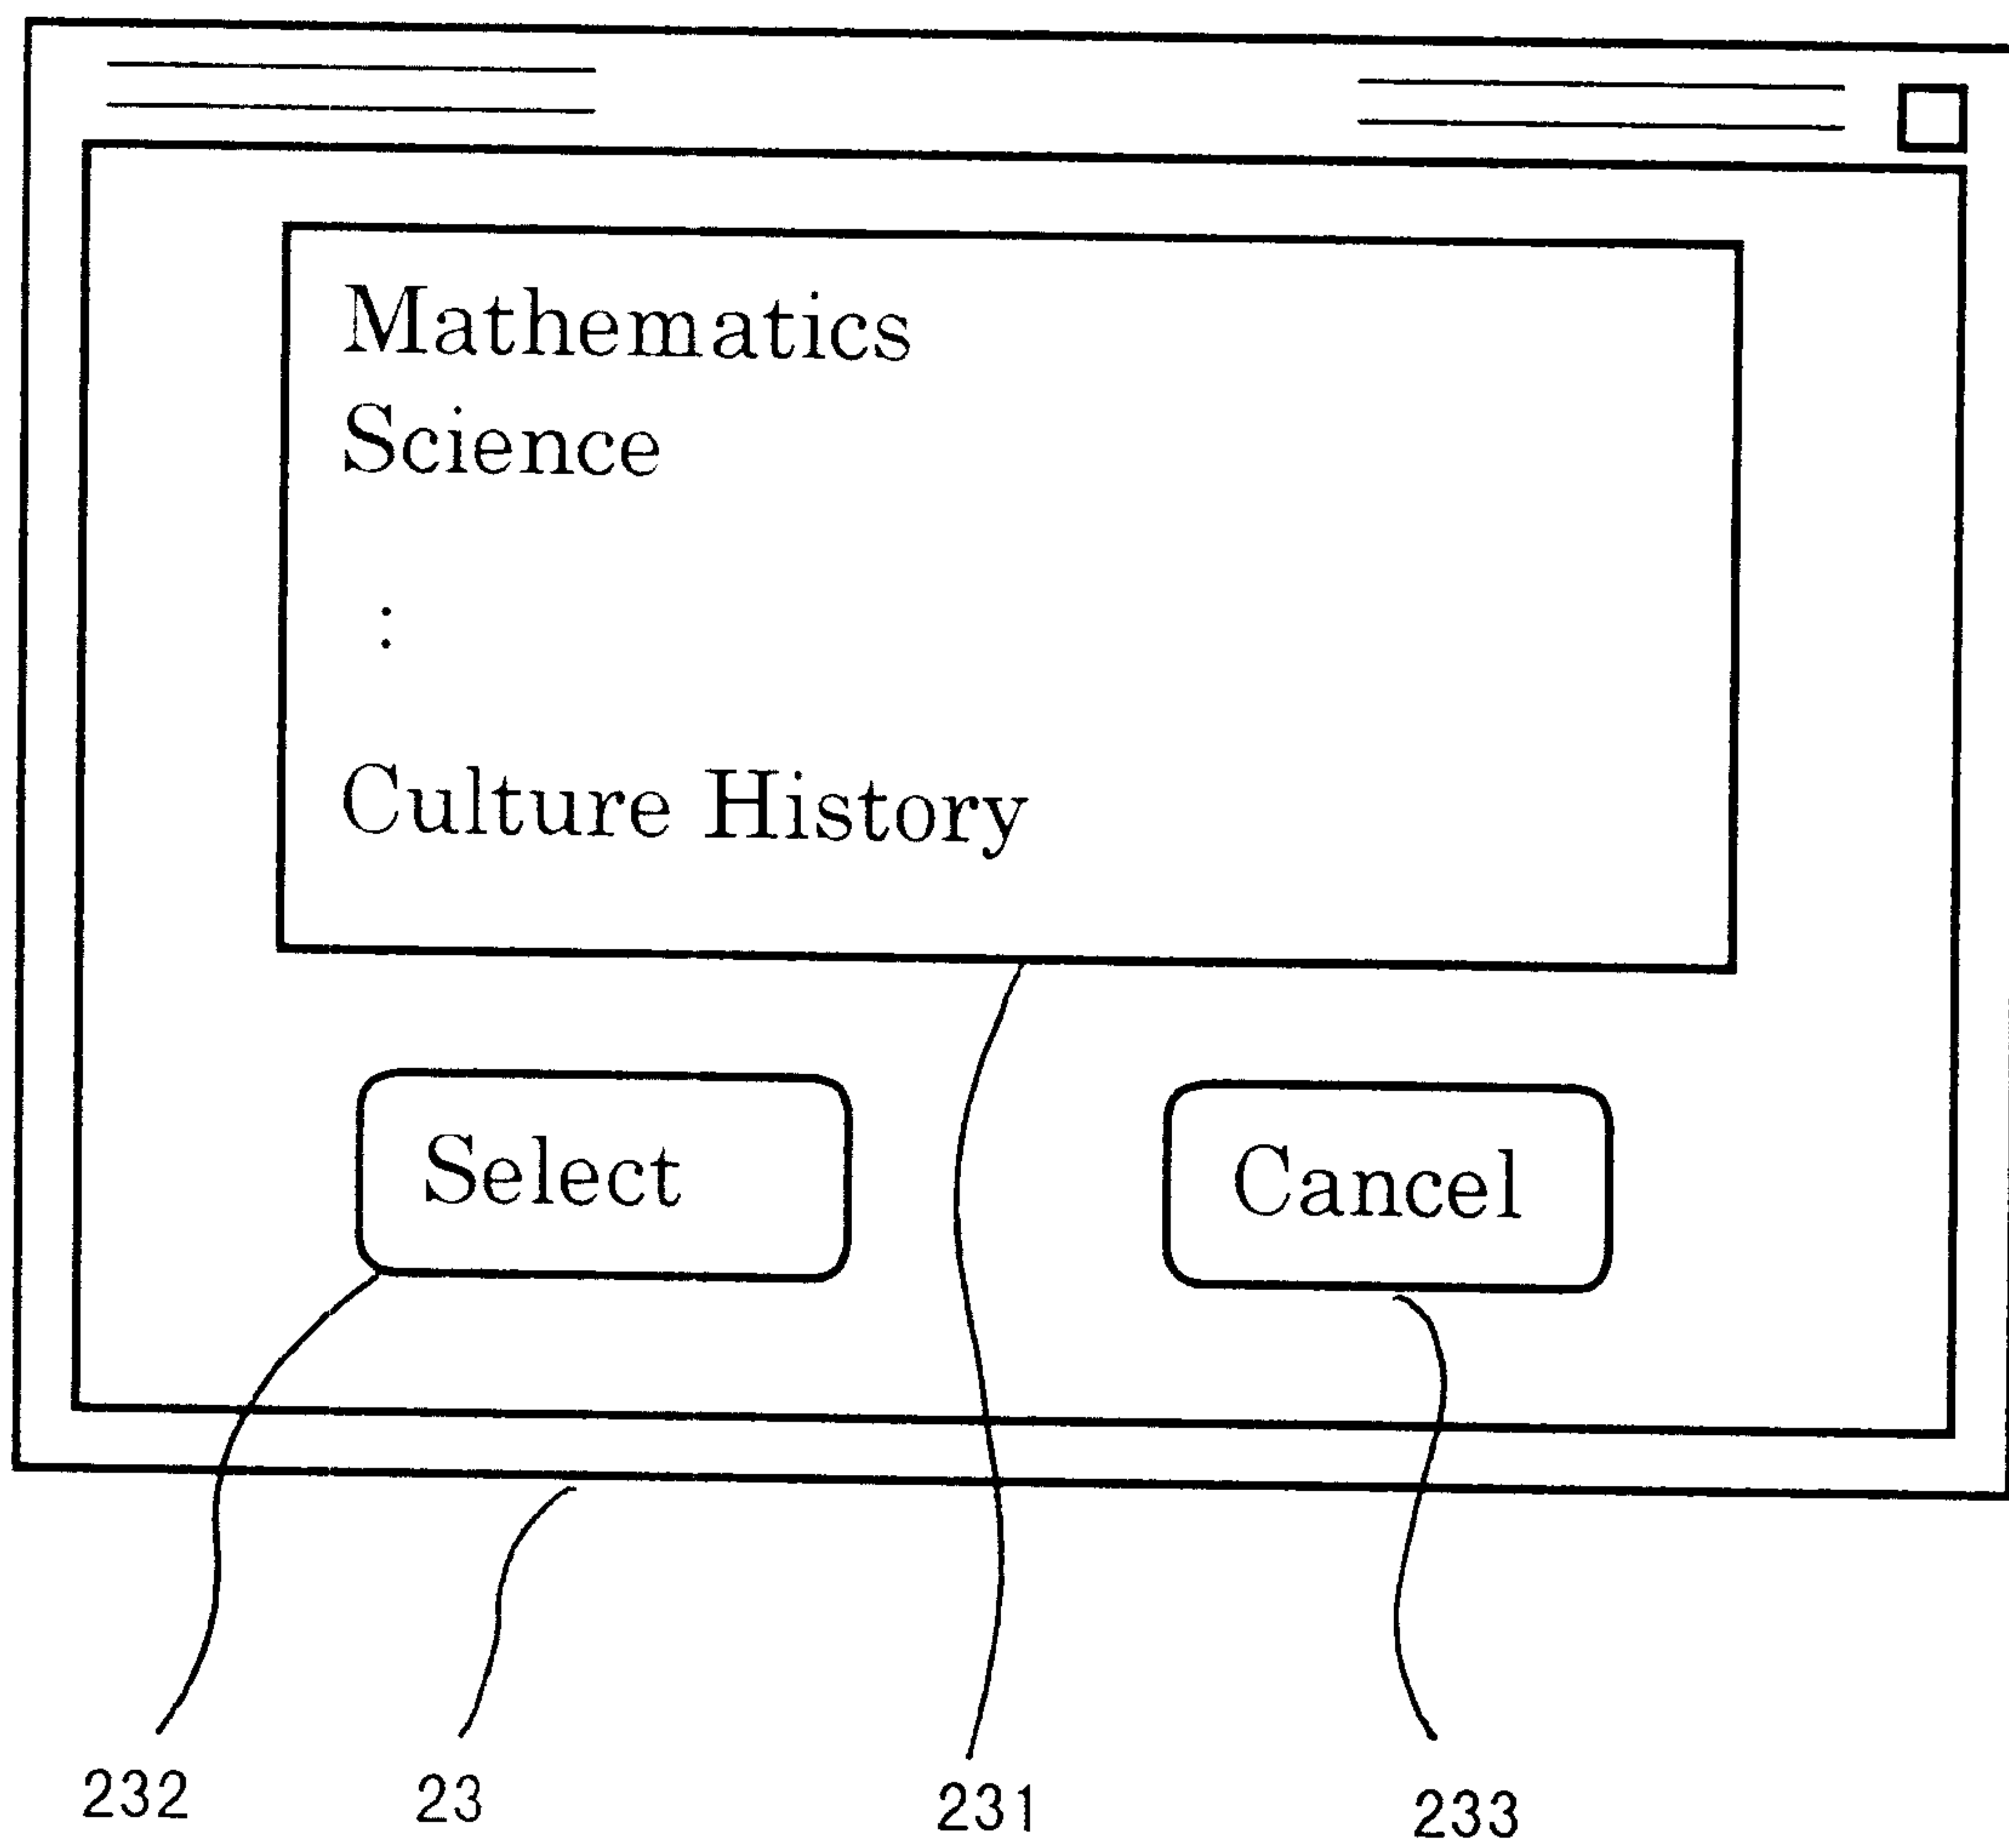 Mathematics
Science
:
Culture History
Select
Cancel
232
23
231
233